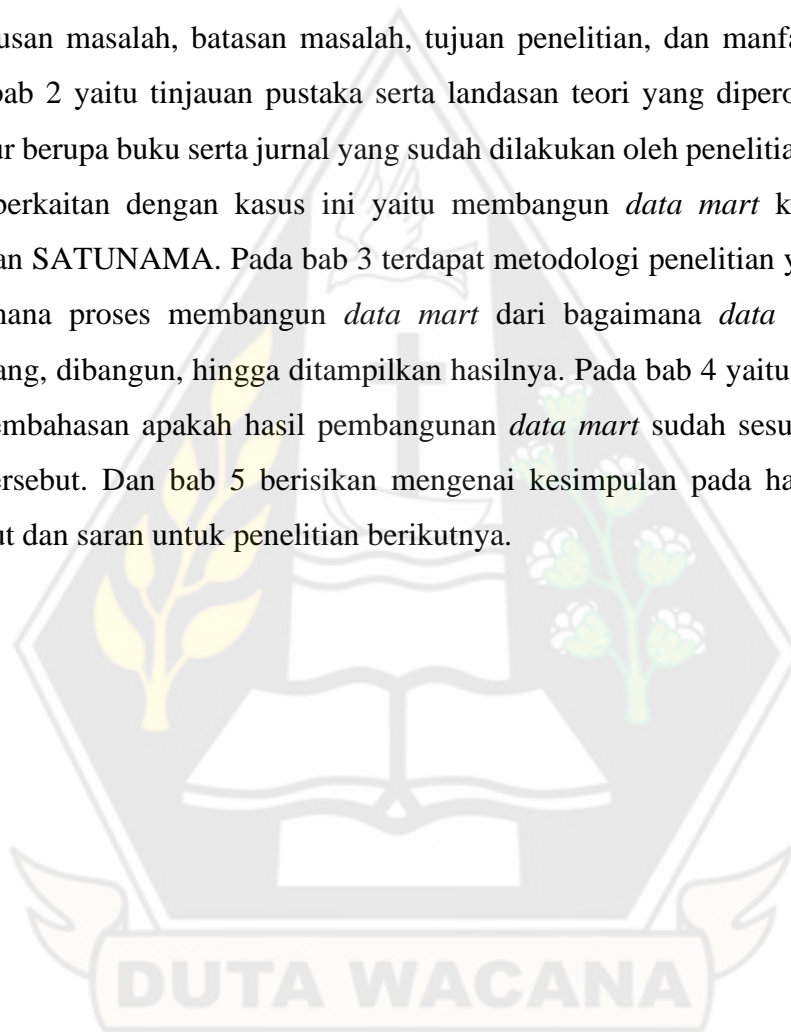 usan masalah, batasan masalah, tujuan penelitian, dan manfa
bab 2 yaitu tinjauan pustaka serta landasan teori yang dipero
ur berupa buku serta jurnal yang sudah dilakukan oleh penelitia
berkaitan dengan kasus ini yaitu membangun data mart k
an SATUNAMA. Pada bab 3 terdapat metodologi penelitian y
nana proses membangun data mart dari bagaimana data
ang, dibangun, hingga ditampilkan hasilnya. Pada bab 4 yaitu
embahasan apakah hasil pembangunan data mart sudah sesu
ersebut. Dan bab 5 berisikan mengenai kesimpulan pada ha
ut dan saran untuk penelitian berikutnya.
DUTA WACANA